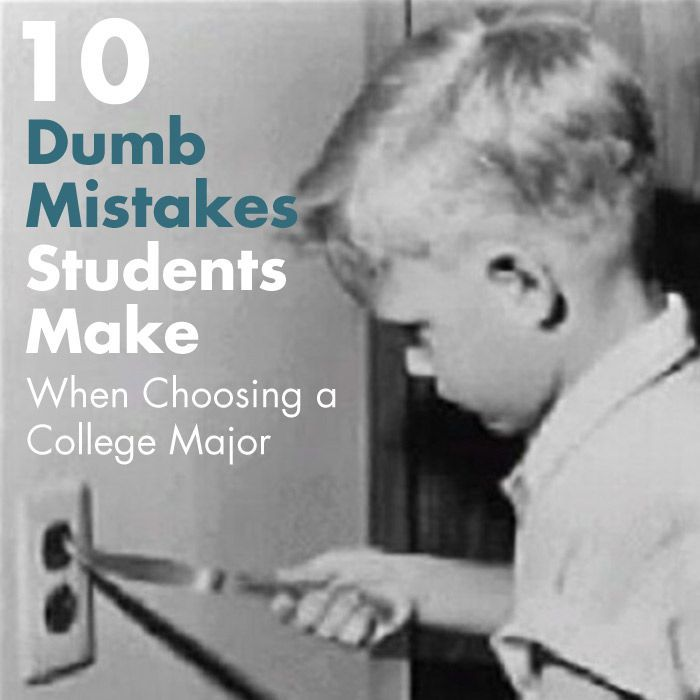 10
Dumb
Mistakes
Students
Make
When Choosing a
College Major